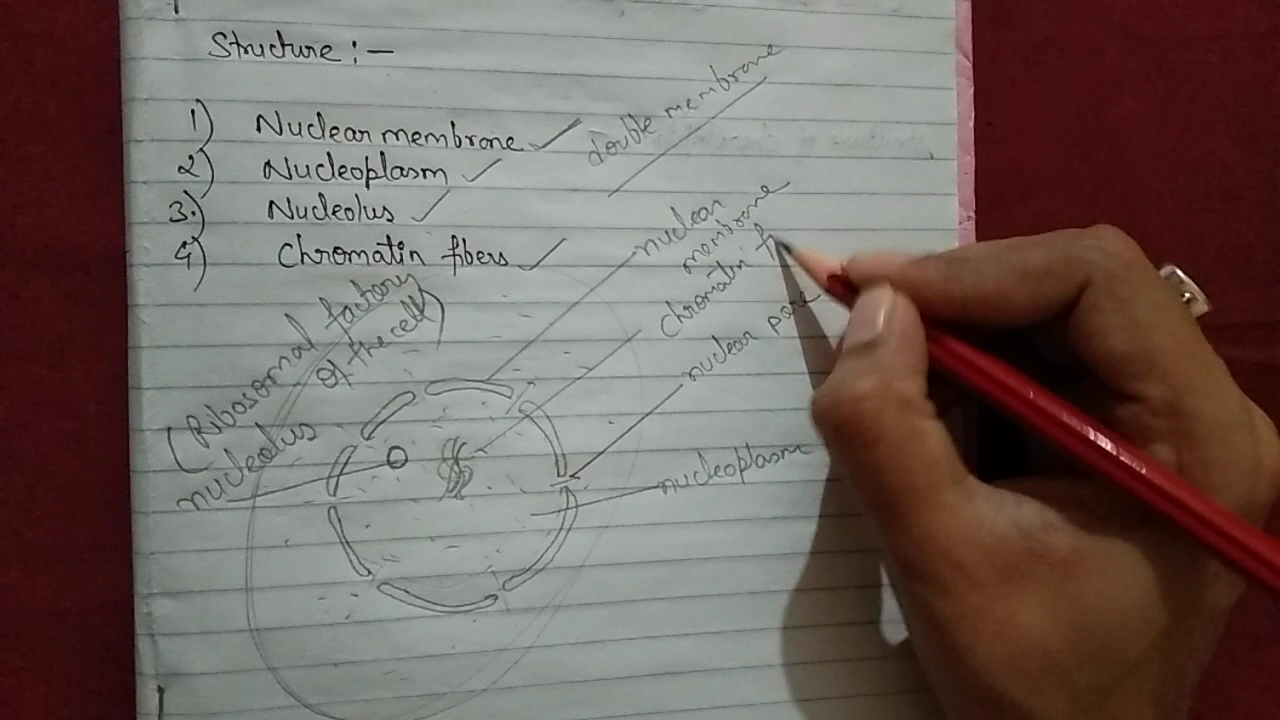 Structure :-
1) Nuclear membrane
double membrane
2) Nucleoplasm
3.) Nucleolus
4) Chromatin fibers
nuclear
membrane
chromatin f
nuclear pore
nucleoplasm
(Ribosomal factory
of the cell)
nucleolus